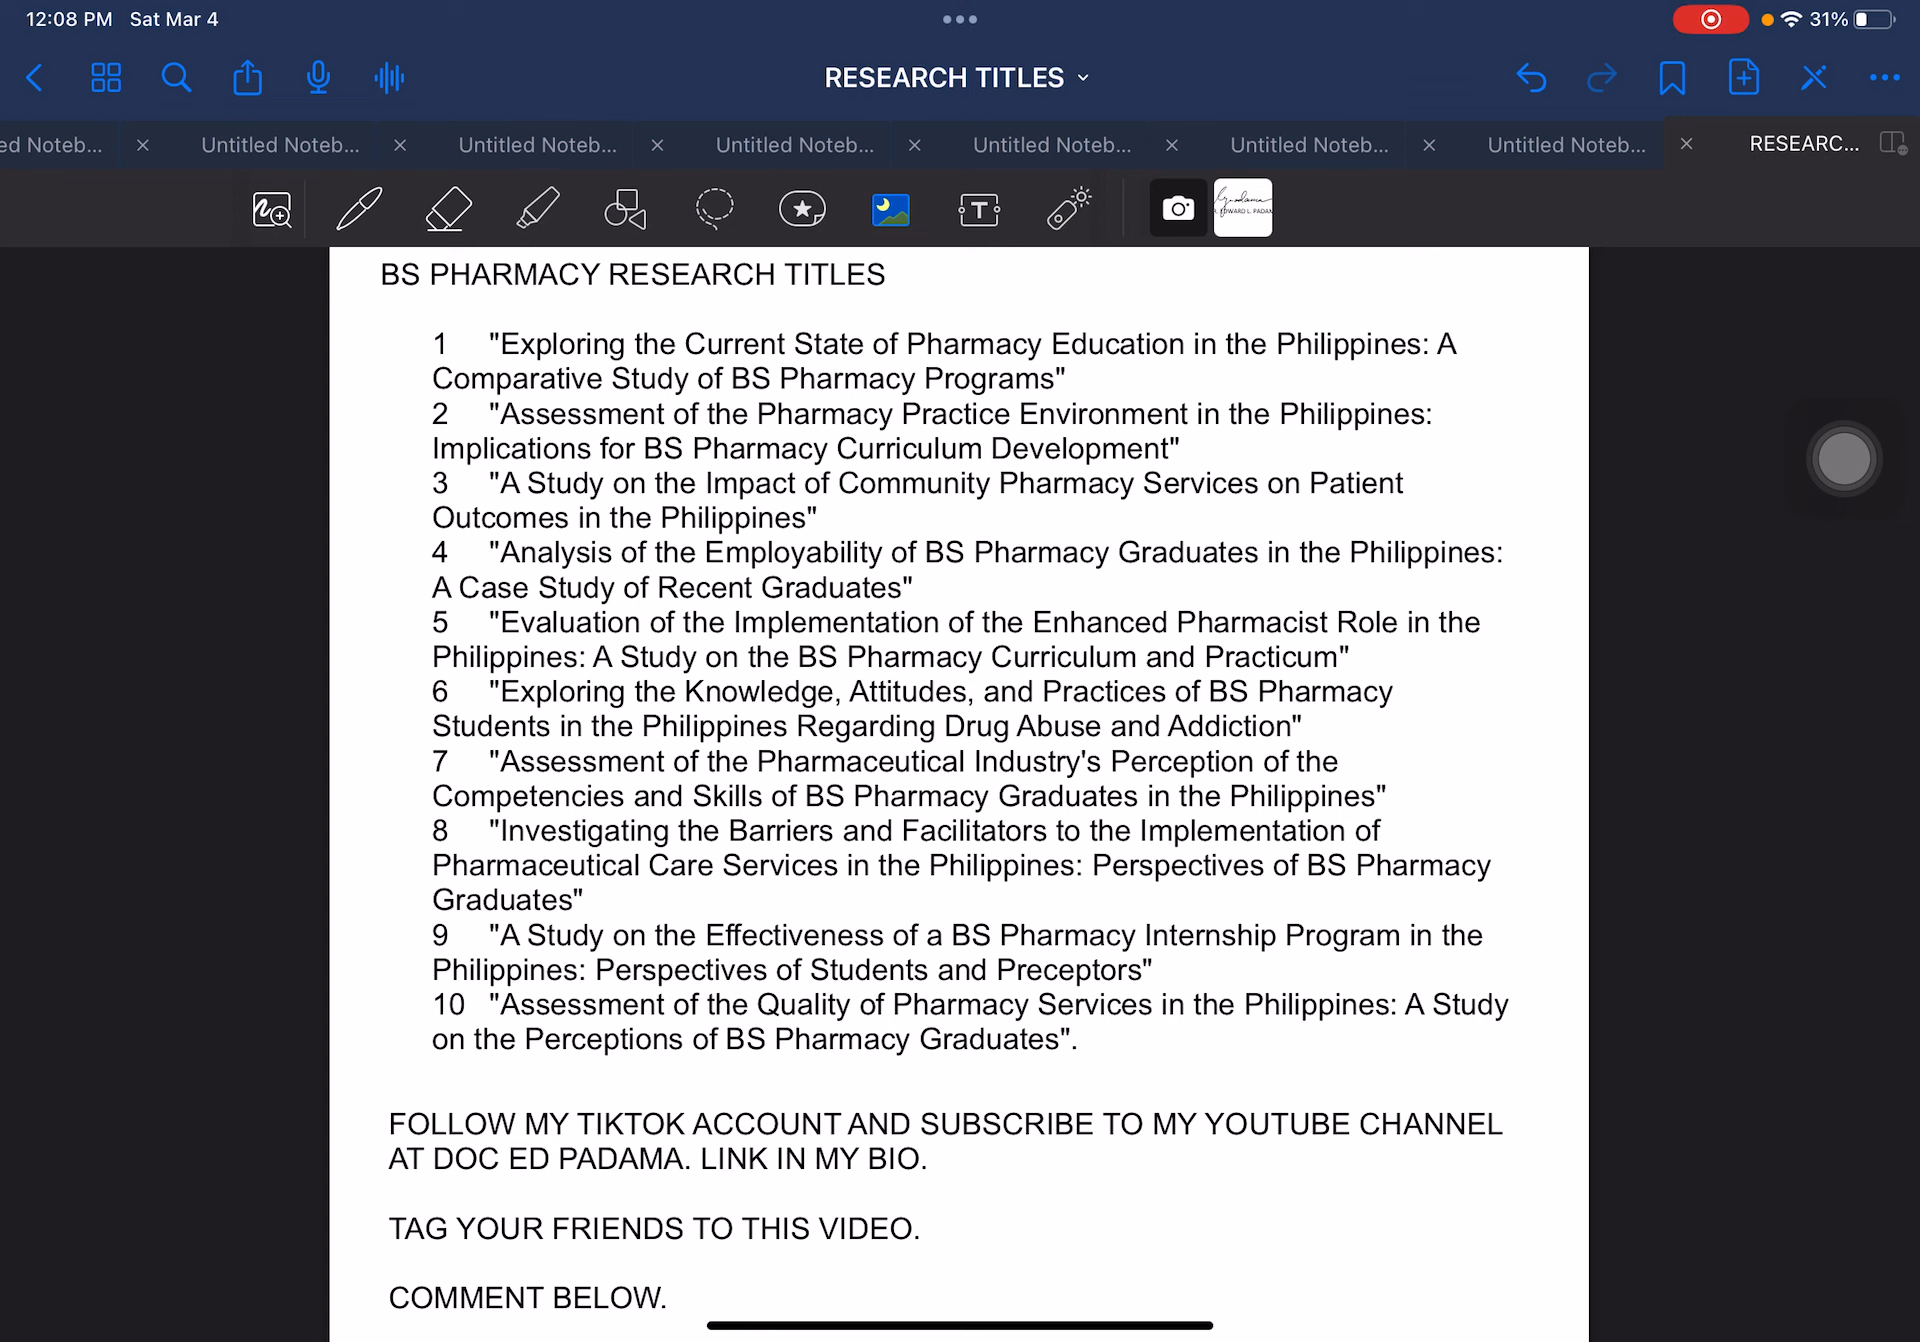 12:08 PM Sat Mar 4
31%
RESEARCH TITLES
ed Noteb...
Untitled Noteb...
Untitled Noteb...
Untitled Noteb...
Untitled Noteb...
Untitled Noteb...
Untitled Noteb...
RESEARC...
T
EDWARD L. PADAM
BS PHARMACY RESEARCH TITLES
1 "Exploring the Current State of Pharmacy Education in the Philippines: A
Comparative Study of BS Pharmacy Programs"
2 "Assessment of the Pharmacy Practice Environment in the Philippines:
Implications for BS Pharmacy Curriculum Development"
3 "A Study on the Impact of Community Pharmacy Services on Patient
Outcomes in the Philippines"
4 "Analysis of the Employability of BS Pharmacy Graduates in the Philippines:
A Case Study of Recent Graduates"
5 "Evaluation of the Implementation of the Enhanced Pharmacist Role in the
Philippines: A Study on the BS Pharmacy Curriculum and Practicum"
6 "Exploring the Knowledge, Attitudes, and Practices of BS Pharmacy
Students in the Philippines Regarding Drug Abuse and Addiction"
7 "Assessment of the Pharmaceutical Industry's Perception of the
Competencies and Skills of BS Pharmacy Graduates in the Philippines"
8 "Investigating the Barriers and Facilitators to the Implementation of
Pharmaceutical Care Services in the Philippines: Perspectives of BS Pharmacy
Graduates"
9 "A Study on the Effectiveness of a BS Pharmacy Internship Program in the
Philippines: Perspectives of Students and Preceptors"
10 "Assessment of the Quality of Pharmacy Services in the Philippines: A Study
on the Perceptions of BS Pharmacy Graduates".
FOLLOW MY TIKTOK ACCOUNT AND SUBSCRIBE TO MY YOUTUBE CHANNEL
AT DOC ED PADAMA. LINK IN MY BIO.
TAG YOUR FRIENDS TO THIS VIDEO.
COMMENT BELOW.